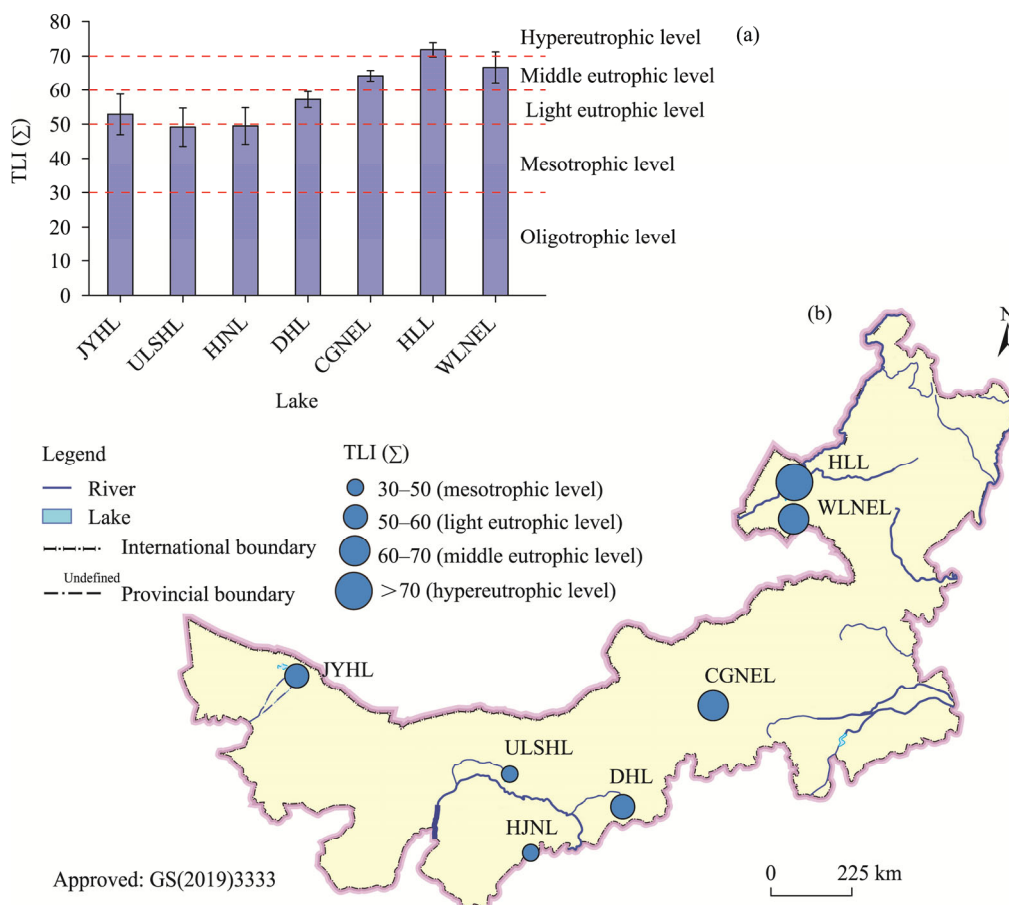 (a)
TLI (Σ)
80
70
60
50
40
30
20
10
0
Hypereutrophic level
Middle eutrophic level
Light eutrophic level
Mesotrophic level
Oligotrophic level
JYHL
ULSHL
HJNL
DHL
CGNEL
HLL
WLNEL
Lake
(b)
N
Legend
River
Lake
International boundary
Undefined
Provincial boundary
TLI (Σ)
30–50 (mesotrophic level)
50–60 (light eutrophic level)
60–70 (middle eutrophic level)
>70 (hypereutrophic level)
HLL
WLNEL
JYHL
CGNEL
ULSHL
DHL
HJNL
Approved: GS(2019)3333
0 225 km